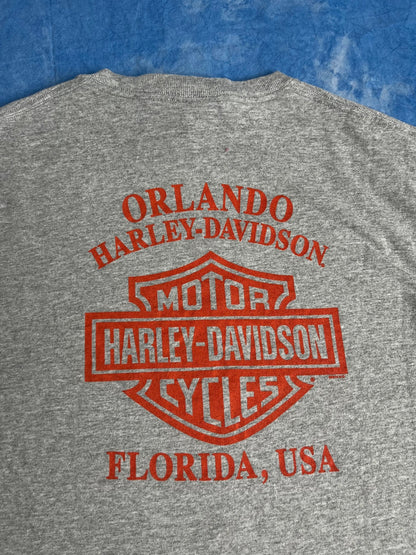 ORLANDO
HARLEY-DAVIDSON
MOTOR
HARLEY-DAVIDSON
CYCLES
FLORIDA, USA